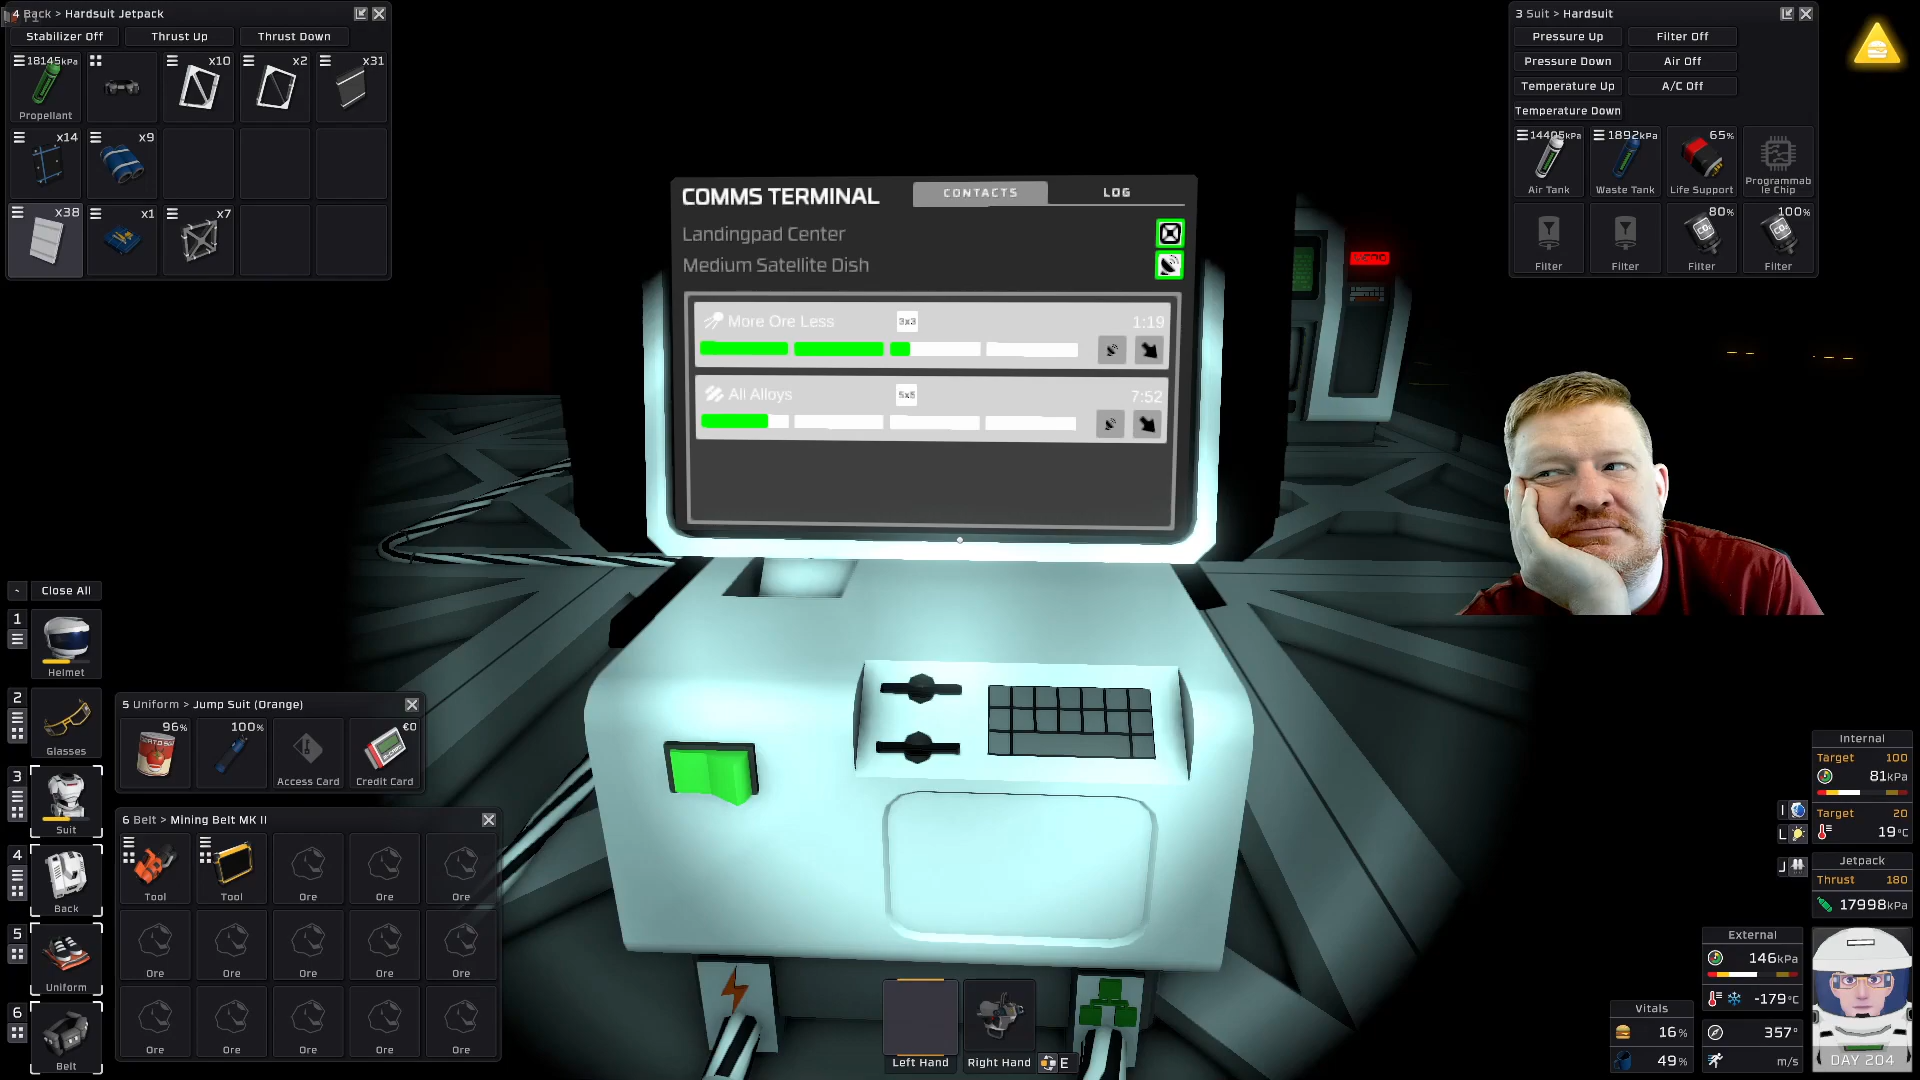 4 Back > Hardsuit Jetpack
Stabilizer Off
Thrust Up
Thrust Down
18145kPa
x10
x2
x31
Propellant
x14
x9
x38
x1
x7
3 Suit > Hardsuit
Pressure Up
Filter Off
Pressure Down
Air Off
Temperature Up
A/C Off
Temperature Down
14405kPa
1892kPa
65%
Air Tank
Waste Tank
Life Support
Programmab
le Chip
80%
100%
Filter
Filter
Filter
Filter
COMMS TERMINAL
CONTACTS
LOG
Landingpad Center
Medium Satellite Dish
More Ore Less
3x3
1:19
All Alloys
5x5
7:52
~
Close All
1
Helmet
2
Glasses
3
Suit
4
Back
5
Uniform
6
Belt
5 Uniform > Jump Suit (Orange)
96%
100%
€0
Access Card
Credit Card
6 Belt > Mining Belt MK II
Tool
Tool
Ore
Ore
Ore
Ore
Ore
Ore
Ore
Ore
Ore
Ore
Ore
Ore
Ore
Left Hand
Right Hand
E
Internal
Target 100
81kPa
Target 20
19°C
I
L
J
Jetpack
Thrust 180
17998kPa
External
146kPa
-179°C
357°
m/s
Vitals
16%
49%
DAY 204